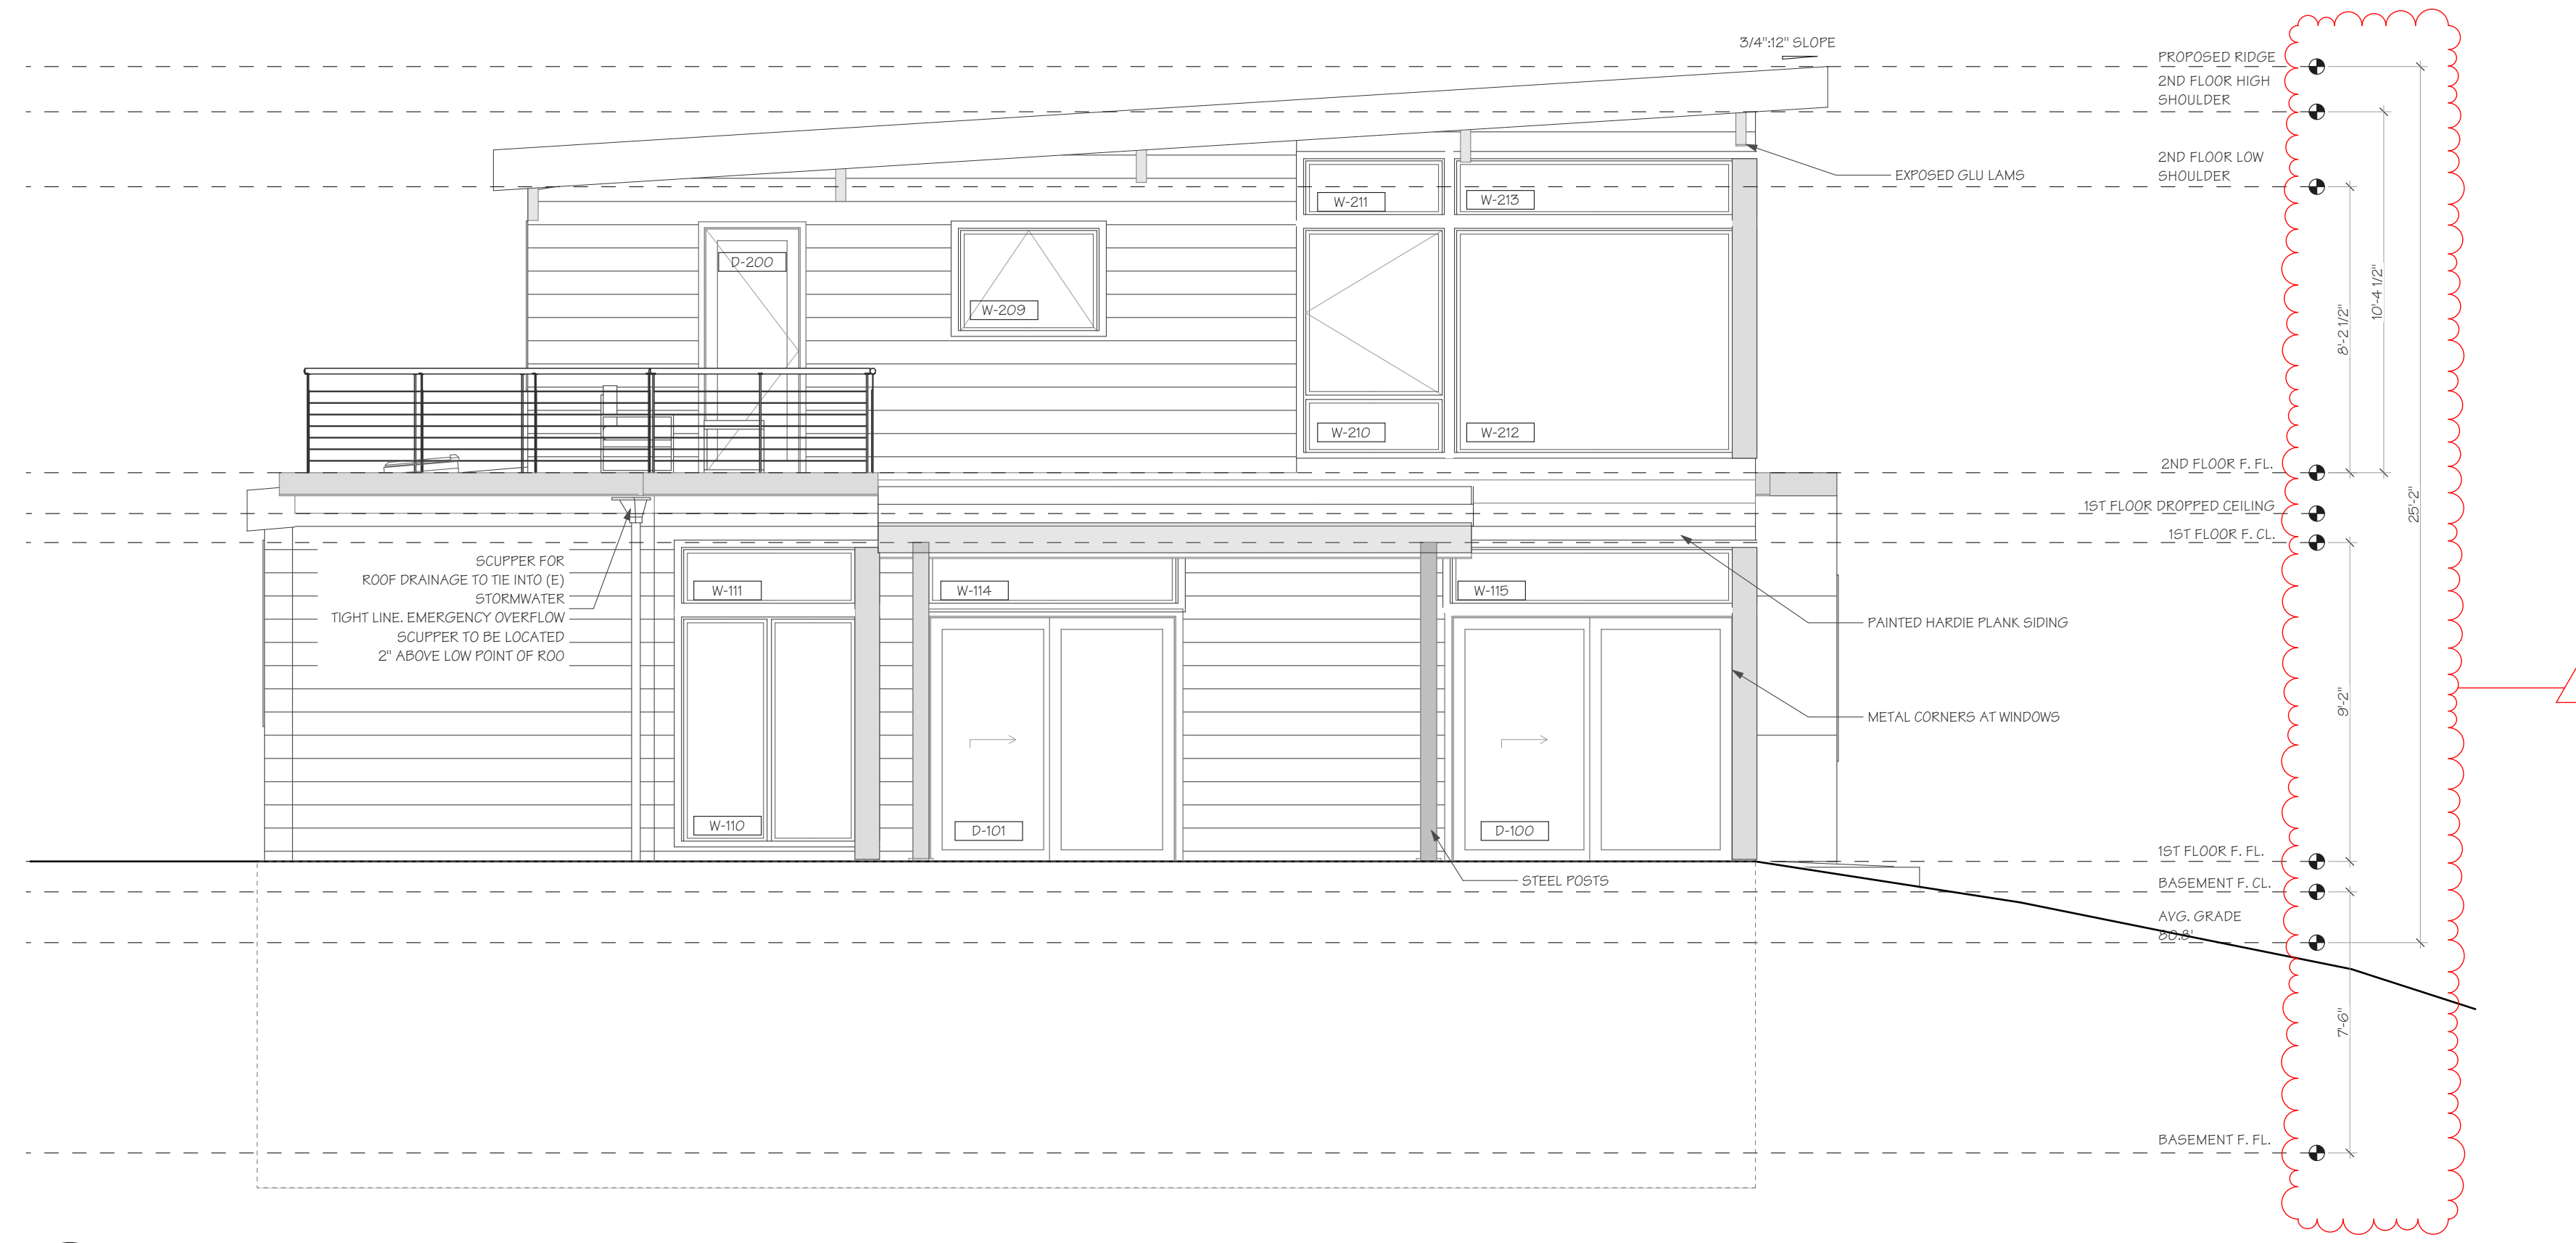 3/4":12" SLOPE
PROPOSED RIDGE
2ND FLOOR HIGH
SHOULDER
2ND FLOOR LOW
SHOULDER
EXPOSED GLU LAMS
W-211
W-213
D-200
W-209
W-210
W-212
8'-2 1/2"
10'-4 1/2"
25'-2"
2ND FLOOR F. FL.
1ST FLOOR DROPPED CEILING
1ST FLOOR F. CL.
SCUPPER FOR
ROOF DRAINAGE TO TIE INTO (E)
STORMWATER
TIGHT LINE. EMERGENCY OVERFLOW
SCUPPER TO BE LOCATED
2" ABOVE LOW POINT OF ROO
W-111
W-114
W-115
PAINTED HARDIE PLANK SIDING
METAL CORNERS AT WINDOWS
9'-2"
W-110
D-101
D-100
STEEL POSTS
1ST FLOOR F. FL.
BASEMENT F. CL.
AVG. GRADE
80.8'
7'-6"
BASEMENT F. FL.